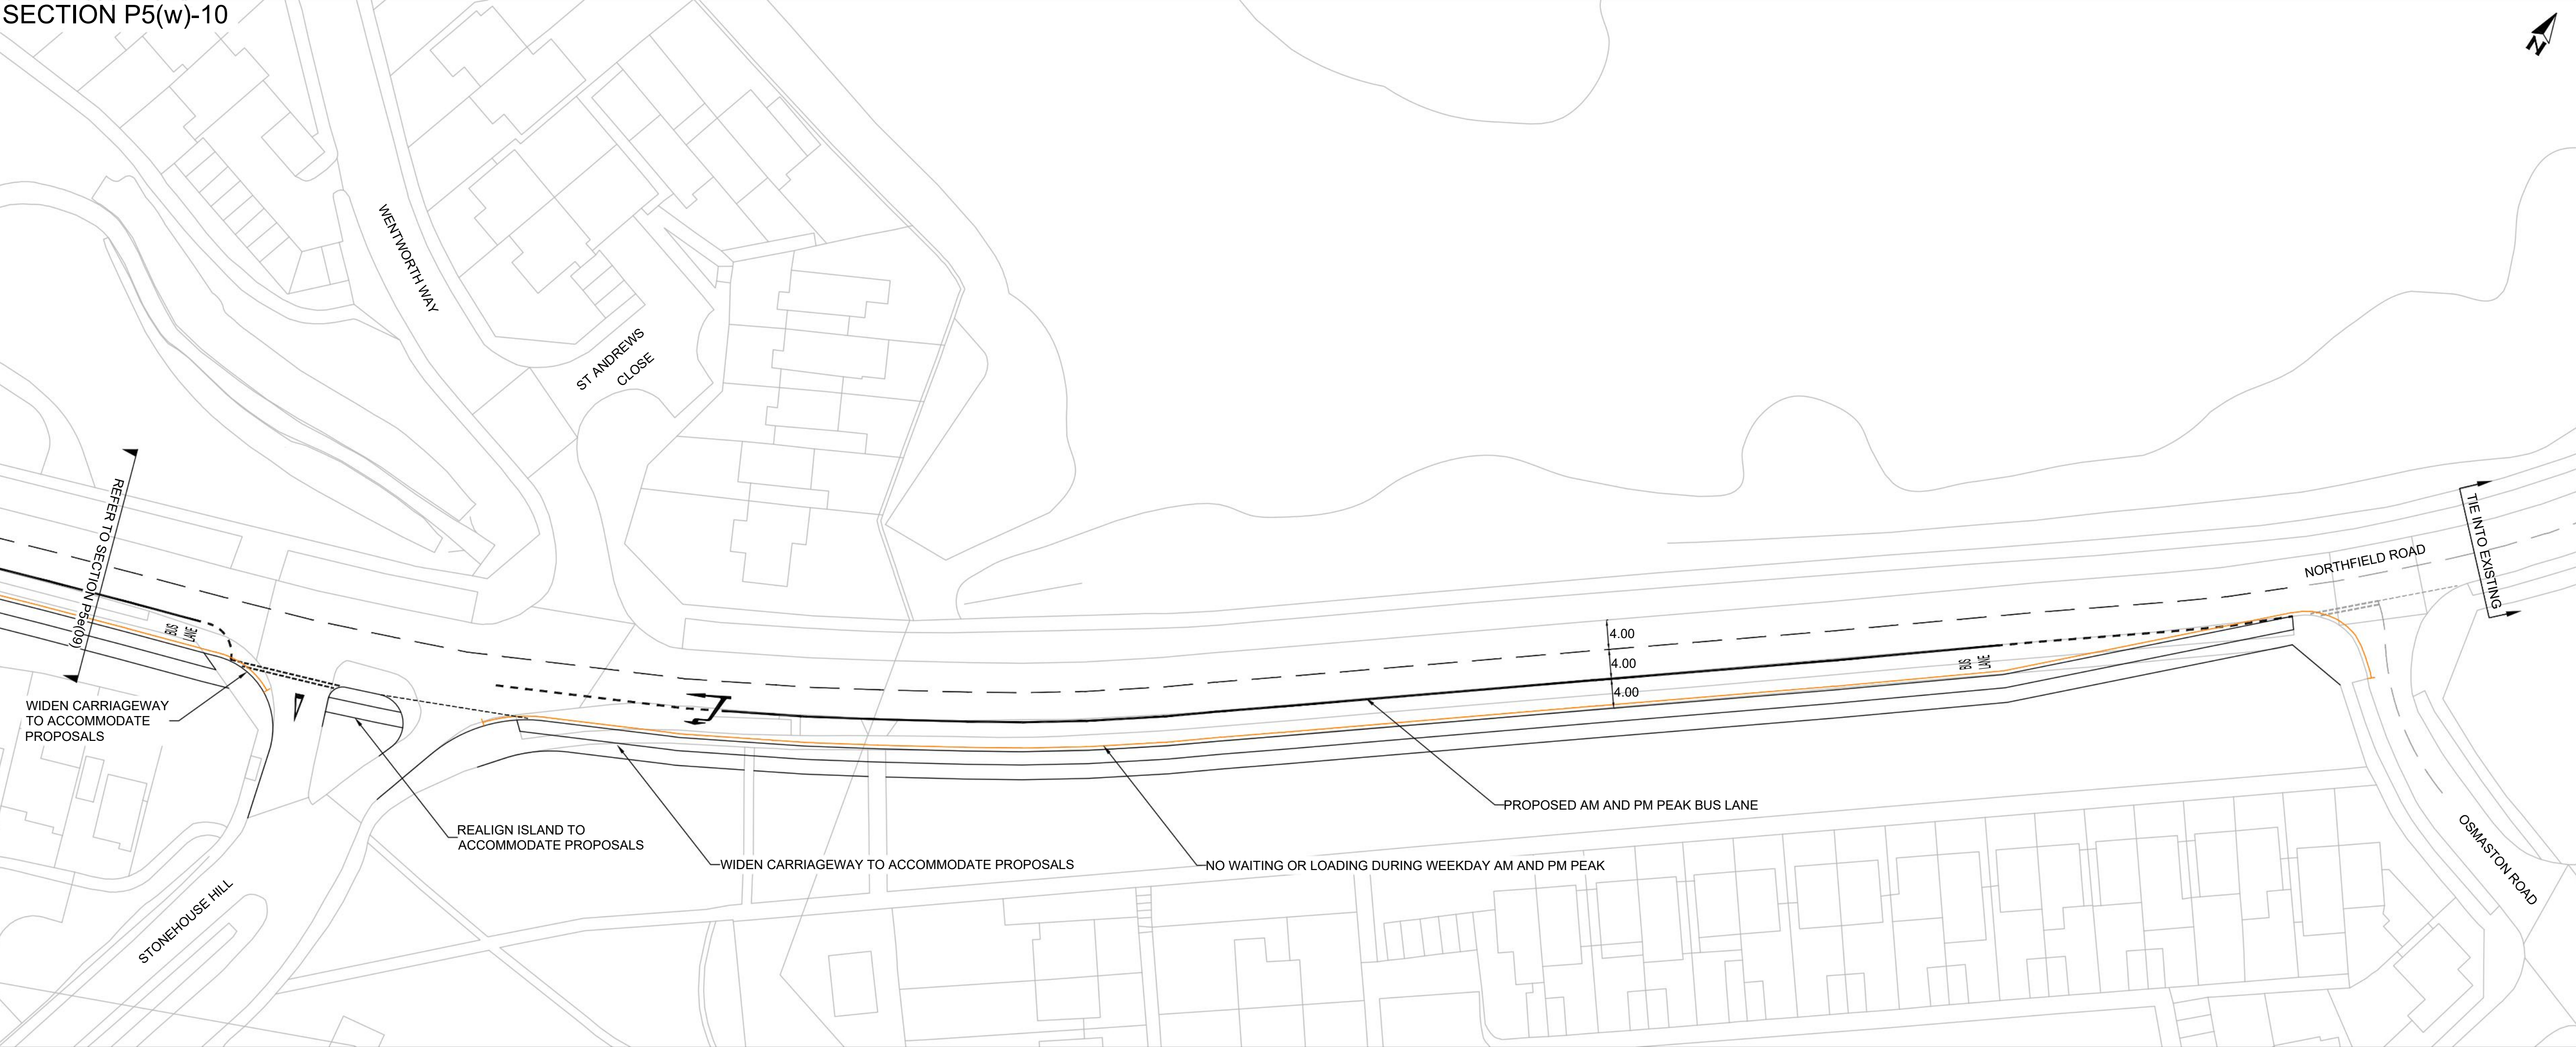 SECTION P5(w)-10
N
WENTWORTH WAY
ST ANDREWS
CLOSE
REFER TO SECTION P5e(09)
TIE INTO EXISTING
NORTHFIELD ROAD
BUS
LANE
4.00
4.00
4.00
BUS
LANE
WIDEN CARRIAGEWAY
TO ACCOMMODATE
PROPOSALS
PROPOSED AM AND PM PEAK BUS LANE
REALIGN ISLAND TO
ACCOMMODATE PROPOSALS
WIDEN CARRIAGEWAY TO ACCOMMODATE PROPOSALS
NO WAITING OR LOADING DURING WEEKDAY AM AND PM PEAK
OSMASTON ROAD
STONEHOUSE HILL